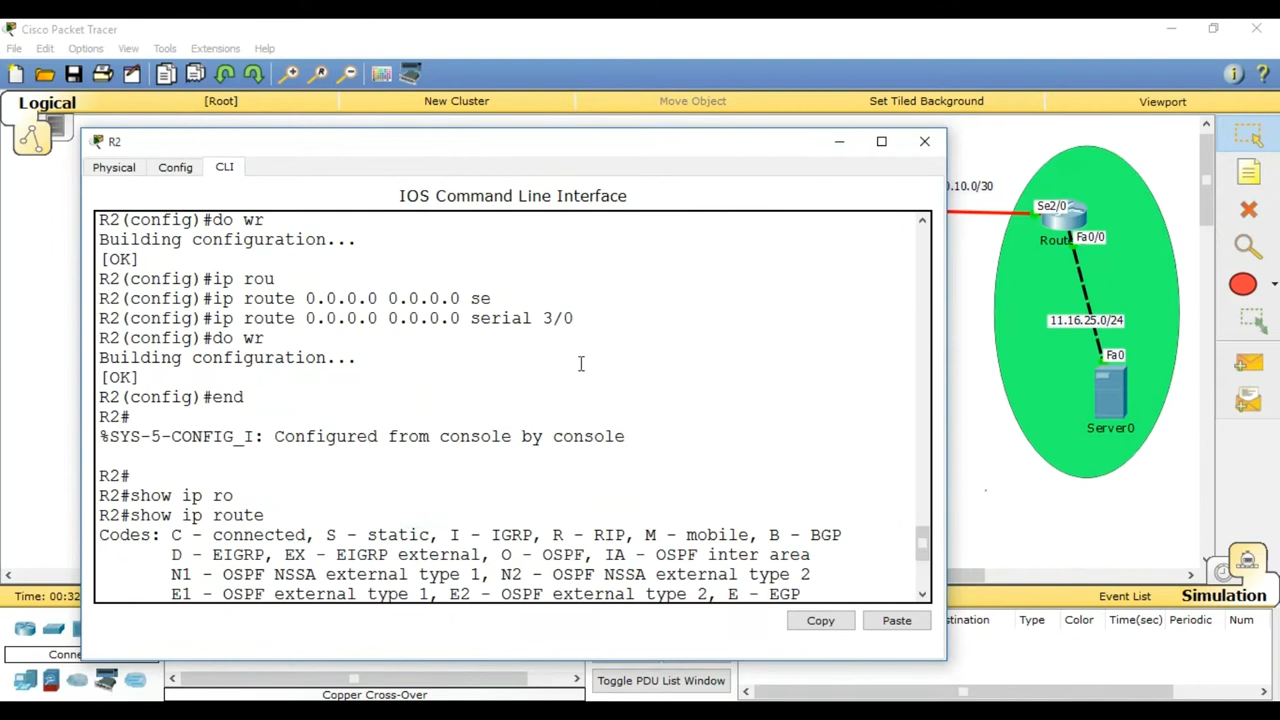 Cisco Packet Tracer
File Edit Options View Tools Extensions Help
Logical [Root] New Cluster Move Object Set Tiled Background Viewport
R2
Physical Config CLI
IOS Command Line Interface
R2(config)#do wr
Building configuration...
[OK]
R2(config)#ip rou
R2(config)#ip route 0.0.0.0 0.0.0.0 se
R2(config)#ip route 0.0.0.0 0.0.0.0 serial 3/0
R2(config)#do wr
Building configuration...
[OK]
R2(config)#end
R2#
%SYS-5-CONFIG_I: Configured from console by console
R2#
R2#show ip ro
R2#show ip route
Codes: C - connected, S - static, I - IGRP, R - RIP, M - mobile, B - BGP
D - EIGRP, EX - EIGRP external, O - OSPF, IA - OSPF inter area
N1 - OSPF NSSA external type 1, N2 - OSPF NSSA external type 2
E1 - OSPF external type 1, E2 - OSPF external type 2, E - EGP
Copy Paste
.10.0/30
Se2/0
Rout
Fa0/0
11.16.25.0/24
Fa0
Server0
Time: 00:32
Event List Simulation
stination Type Color Time(sec) Periodic Num
Conne
Toggle PDU List Window
Copper Cross-Over